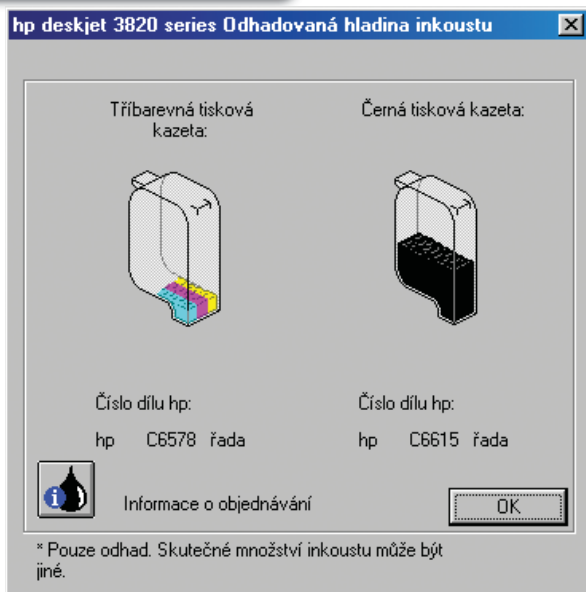 hp deskjet 3820 series Odhadovaná hladina inkoustu
Tříbarevná tisková
kazeta:
Černá tisková kazeta:
Číslo dílu hp:
hp C6578 řada
Číslo dílu hp:
hp C6615 řada
Informace o objednávání
OK
* Pouze odhad. Skutečné množství inkoustu může být
jiné.